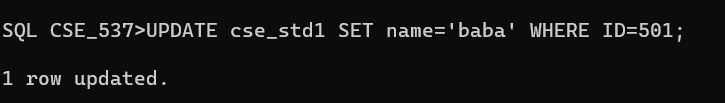 SQL CSE_537>UPDATE cse_std1 SET name='baba' WHERE ID=501;
1 row updated.